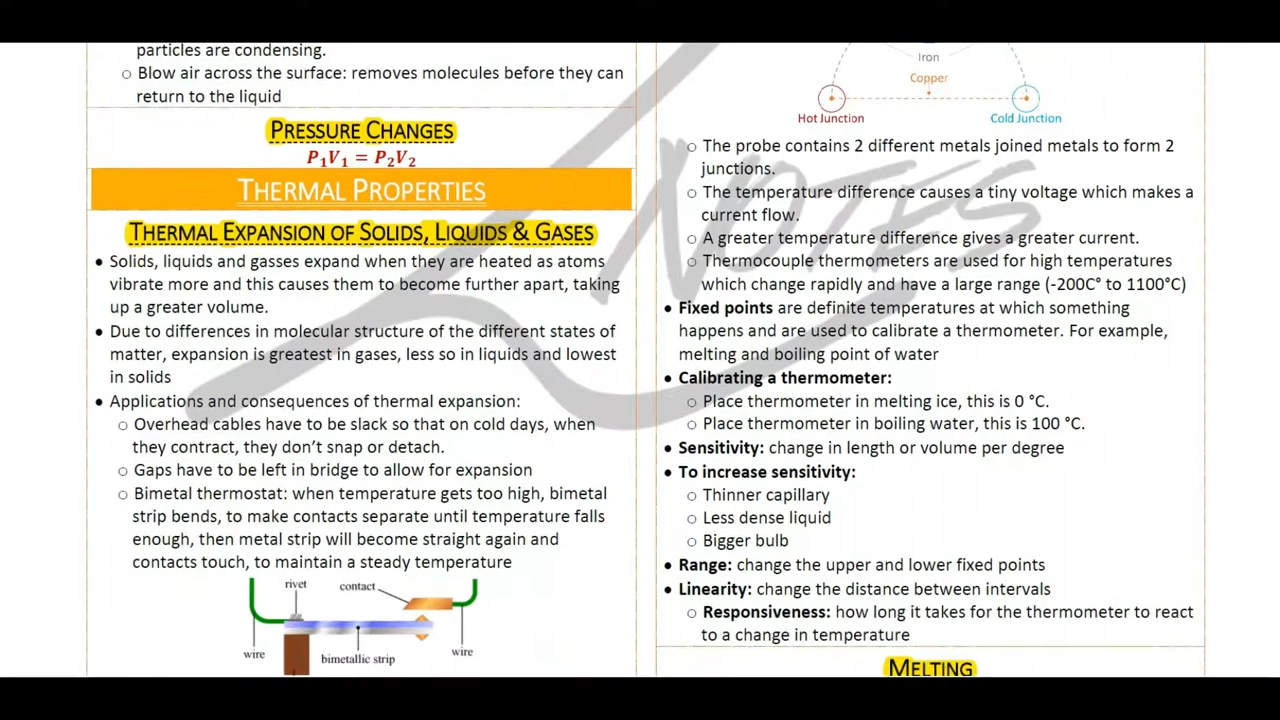 particles are condensing.
○ Blow air across the surface: removes molecules before they can
return to the liquid
PRESSURE CHANGES
P₁V₁ = P₂V₂
THERMAL PROPERTIES
THERMAL EXPANSION OF SOLIDS, LIQUIDS & GASES
• Solids, liquids and gasses expand when they are heated as atoms
vibrate more and this causes them to become further apart, taking
up a greater volume.
• Due to differences in molecular structure of the different states of
matter, expansion is greatest in gases, less so in liquids and lowest
in solids
• Applications and consequences of thermal expansion:
○ Overhead cables have to be slack so that on cold days, when
they contract, they don’t snap or detach.
○ Gaps have to be left in bridge to allow for expansion
○ Bimetal thermostat: when temperature gets too high, bimetal
strip bends, to make contacts separate until temperature falls
enough, then metal strip will become straight again and
contacts touch, to maintain a steady temperature
rivet
contact
wire
bimetallic strip
wire
Iron
Copper
Hot Junction
Cold Junction
○ The probe contains 2 different metals joined metals to form 2
junctions.
○ The temperature difference causes a tiny voltage which makes a
current flow.
○ A greater temperature difference gives a greater current.
○ Thermocouple thermometers are used for high temperatures
which change rapidly and have a large range (-200C° to 1100°C)
• Fixed points are definite temperatures at which something
happens and are used to calibrate a thermometer. For example,
melting and boiling point of water
• Calibrating a thermometer:
○ Place thermometer in melting ice, this is 0 °C.
○ Place thermometer in boiling water, this is 100 °C.
• Sensitivity: change in length or volume per degree
• To increase sensitivity:
○ Thinner capillary
○ Less dense liquid
○ Bigger bulb
• Range: change the upper and lower fixed points
• Linearity: change the distance between intervals
○ Responsiveness: how long it takes for the thermometer to react
to a change in temperature
MELTING
NOTES